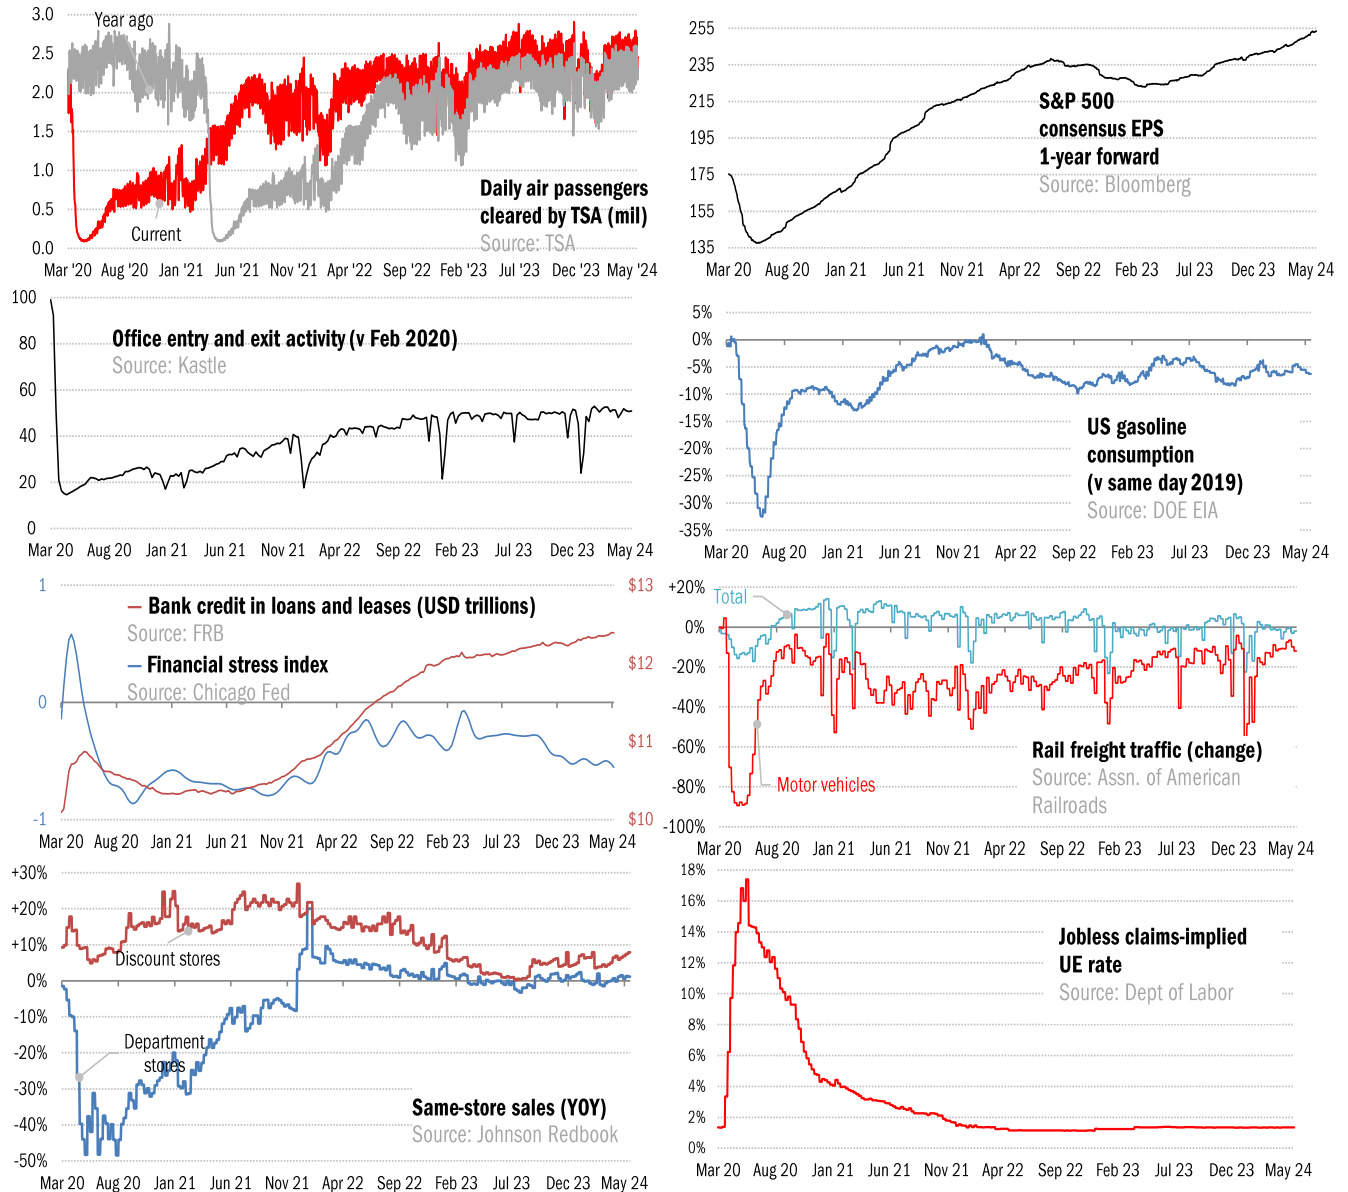 3.0
Year ago
2.5
2.0
1.5
1.0
0.5
0.0
Current
Daily air passengers
cleared by TSA (mil)
Source: TSA
Mar '20 Aug '20 Jan '21 Jun '21 Nov '21 Apr '22 Sep '22 Feb '23 Jul '23 Dec '23 May '24
255
235
215
195
175
155
135
S&P 500
consensus EPS
1-year forward
Source: Bloomberg
Mar 20 Aug 20 Jan 21 Jun 21 Nov 21 Apr 22 Sep 22 Feb 23 Jul 23 Dec 23 May 24
100
80
60
40
20
0
Office entry and exit activity (v Feb 2020)
Source: Kastle
Mar 20 Aug 20 Jan 21 Jun 21 Nov 21 Apr 22 Sep 22 Feb 23 Jul 23 Dec 23 May 24
5%
0%
-5%
-10%
-15%
-20%
-25%
-30%
-35%
US gasoline
consumption
(v same day 2019)
Source: DOE EIA
Mar 20 Aug 20 Jan 21 Jun 21 Nov 21 Apr 22 Sep 22 Feb 23 Jul 23 Dec 23 May 24
1
0
-1
Bank credit in loans and leases (USD trillions)
Source: FRB
Financial stress index
Source: Chicago Fed
$13
$12
$11
$10
Mar 20 Aug 20 Jan 21 Jun 21 Nov 21 Apr 22 Sep 22 Feb 23 Jul 23 Dec 23 May 24
+20%
Total
0%
-20%
-40%
-60%
-80%
-100%
Motor vehicles
Rail freight traffic (change)
Source: Assn. of American
Railroads
Mar 20 Aug 20 Jan 21 Jun 21 Nov 21 Apr 22 Sep 22 Feb 23 Jul 23 Dec 23 May 24
+30%
+20%
+10%
0%
-10%
-20%
-30%
-40%
-50%
Discount stores
Department
stores
Same-store sales (YOY)
Source: Johnson Redbook
Mar 20 Aug 20 Jan 21 Jun 21 Nov 21 Apr 22 Sep 22 Feb 23 Jul 23 Dec 23 May 24
18%
16%
14%
12%
10%
8%
6%
4%
2%
0%
Jobless claims-implied
UE rate
Source: Dept of Labor
Mar 20 Aug 20 Jan 21 Jun 21 Nov 21 Apr 22 Sep 22 Feb 23 Jul 23 Dec 23 May 24